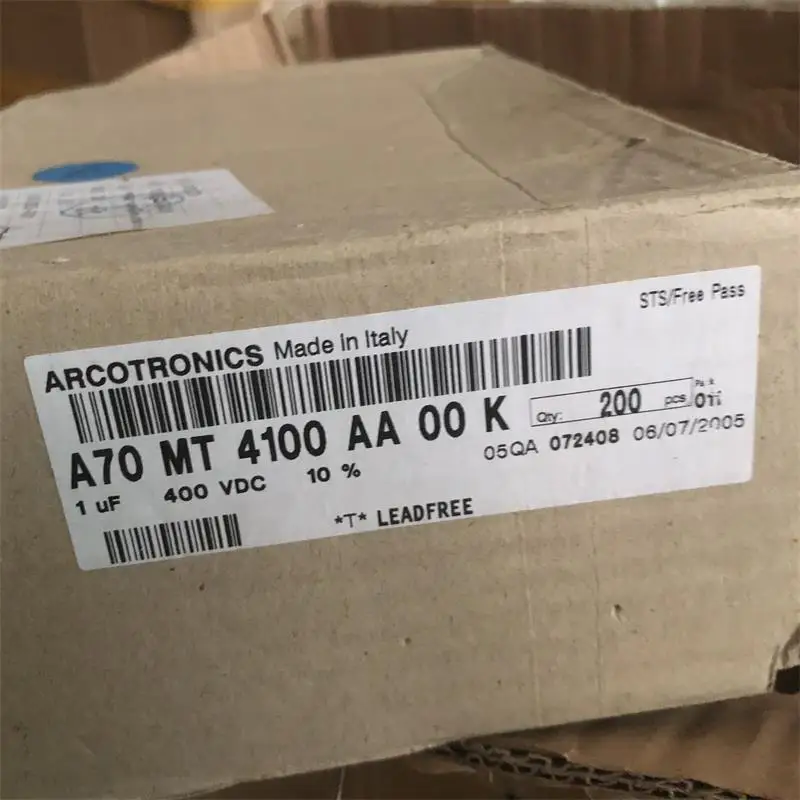 STS/Free Pass
ARCOTRONICS Made in Italy
A70 MT 4100 AA 00 K
Qty: 200 pcs
1 uF 400 VDC 10 %
05QA 072408 06/07/2005
*T* LEADFREE